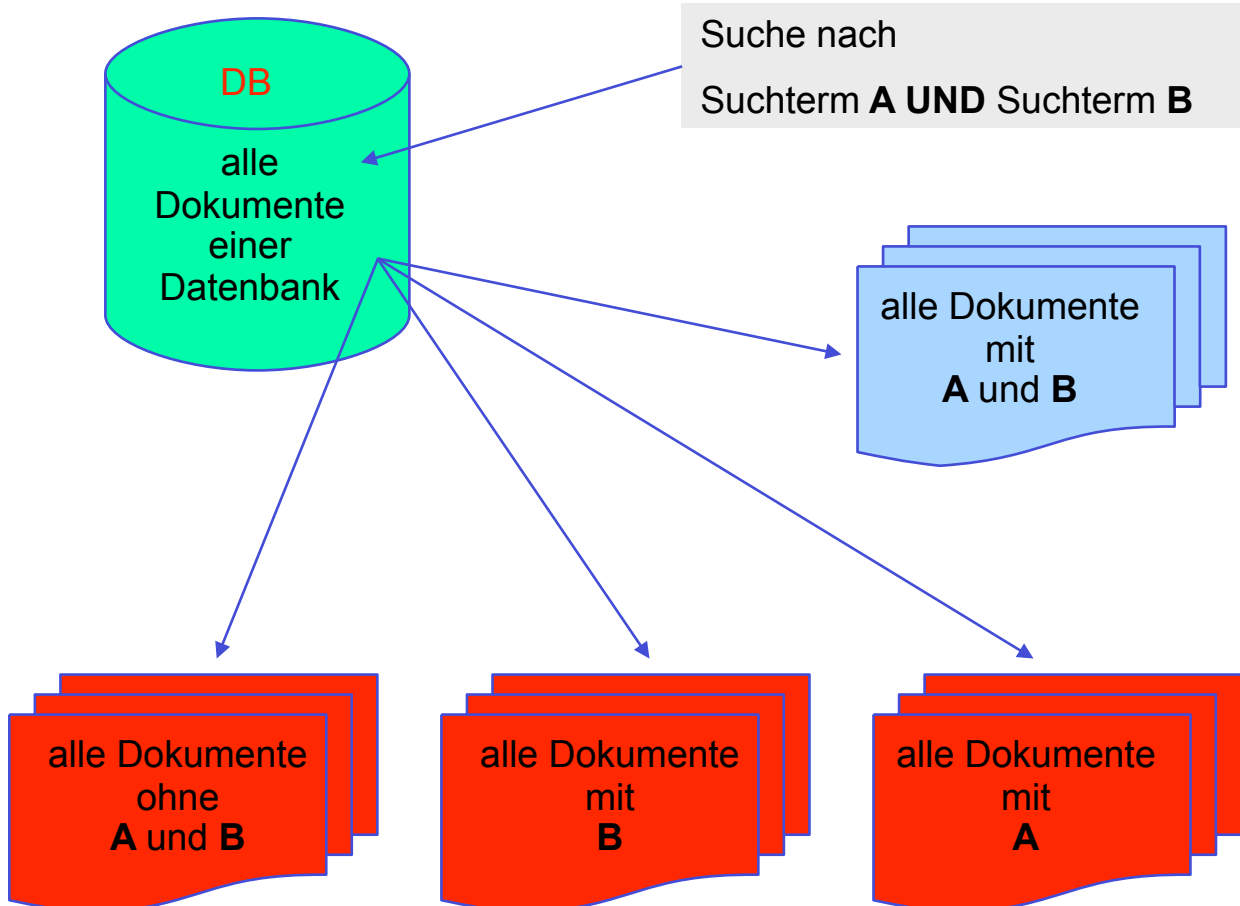 DB
alle
Dokumente
einer
Datenbank
Suche nach
Suchterm A UND Suchterm B
alle Dokumente
mit
A und B
alle Dokumente
ohne
A und B
alle Dokumente
mit
B
alle Dokumente
mit
A